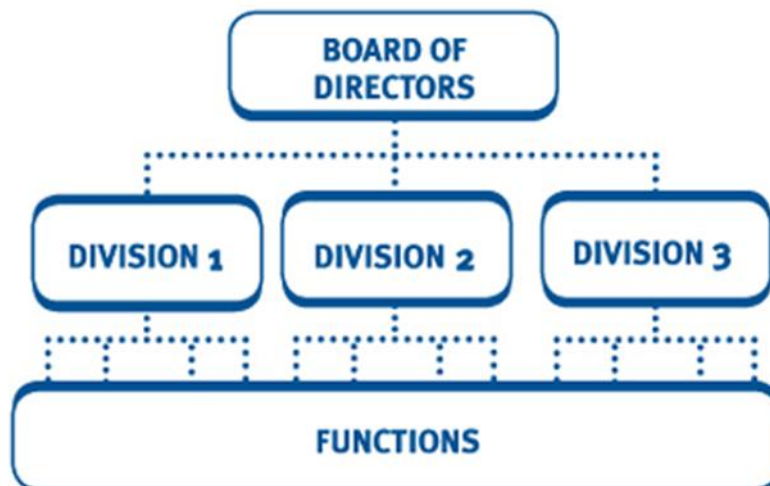 BOARD OF
DIRECTORS
DIVISION 1
DIVISION 2
DIVISION 3
FUNCTIONS